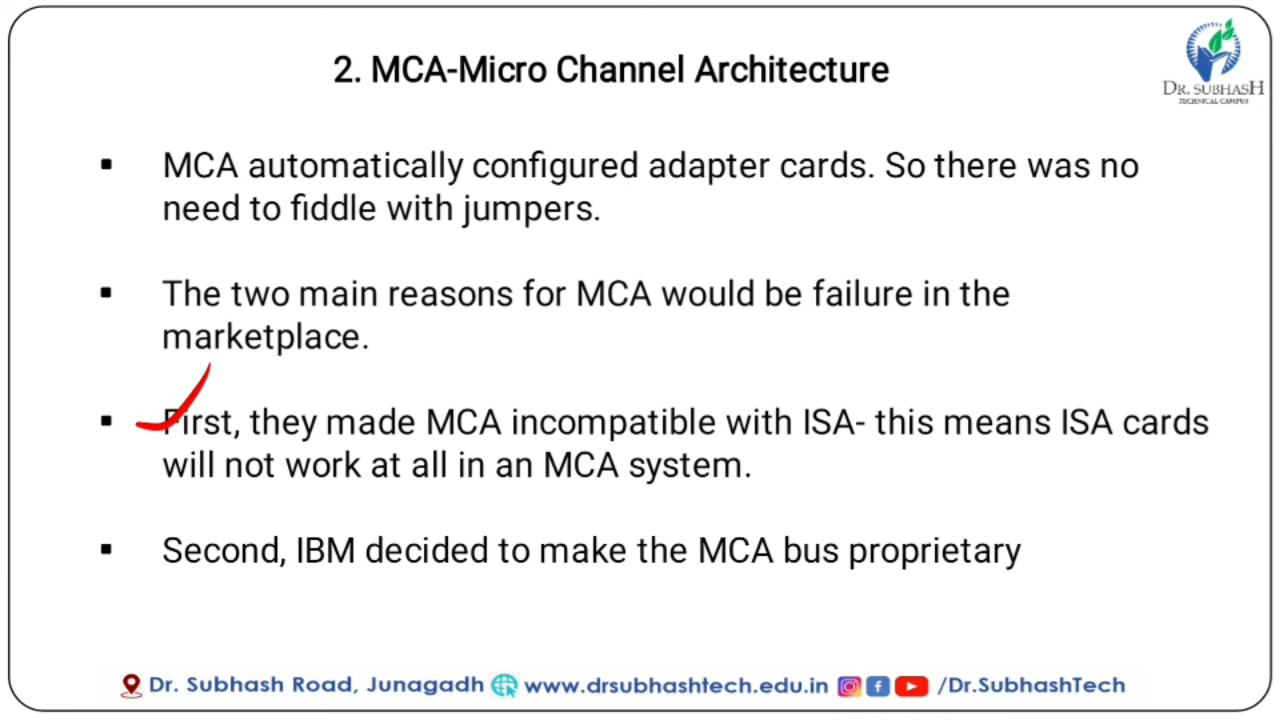 2. MCA-Micro Channel Architecture
DR. SUBHASH
TECHNICAL CAMPUS
▪ MCA automatically configured adapter cards. So there was no
need to fiddle with jumpers.
▪ The two main reasons for MCA would be failure in the
marketplace.
▪ First, they made MCA incompatible with ISA- this means ISA cards
will not work at all in an MCA system.
▪ Second, IBM decided to make the MCA bus proprietary
Dr. Subhash Road, Junagadh www.drsubhashtech.edu.in /Dr.SubhashTech